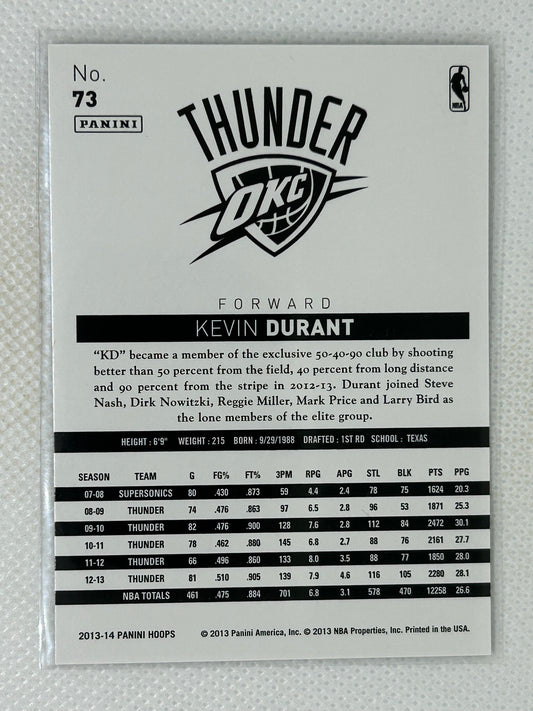 No.
73
PANINI
NBA
THUNDER
OKC
FORWARD
KEVIN DURANT
“KD” became a member of the exclusive 50-40-90 club by shooting
better than 50 percent from the field, 40 percent from long distance
and 90 percent from the stripe in 2012-13. Durant joined Steve
Nash, Dirk Nowitzki, Reggie Miller, Mark Price and Larry Bird as
the lone members of the elite group.
HEIGHT : 6'9" WEIGHT : 215 BORN : 9/29/1988 DRAFTED : 1ST RD SCHOOL : TEXAS
SEASON TEAM G FG% FT% 3PM RPG APG STL BLK PTS PPG
07-08 SUPERSONICS 80 .430 .873 59 4.4 2.4 78 75 1624 20.3
08-09 THUNDER 74 .476 .863 97 6.5 2.8 96 53 1871 25.3
09-10 THUNDER 82 .476 .900 128 7.6 2.8 112 84 2472 30.1
10-11 THUNDER 78 .462 .880 145 6.8 2.7 88 76 2161 27.7
11-12 THUNDER 66 .496 .860 133 8.0 3.5 88 77 1850 28.0
12-13 THUNDER 81 .510 .905 139 7.9 4.6 116 105 2280 28.1
NBA TOTALS 461 .475 .884 701 6.8 3.1 578 470 12258 26.6
2013-14 PANINI HOOPS © 2013 Panini America, Inc. © 2013 NBA Properties, Inc. Printed in the USA.